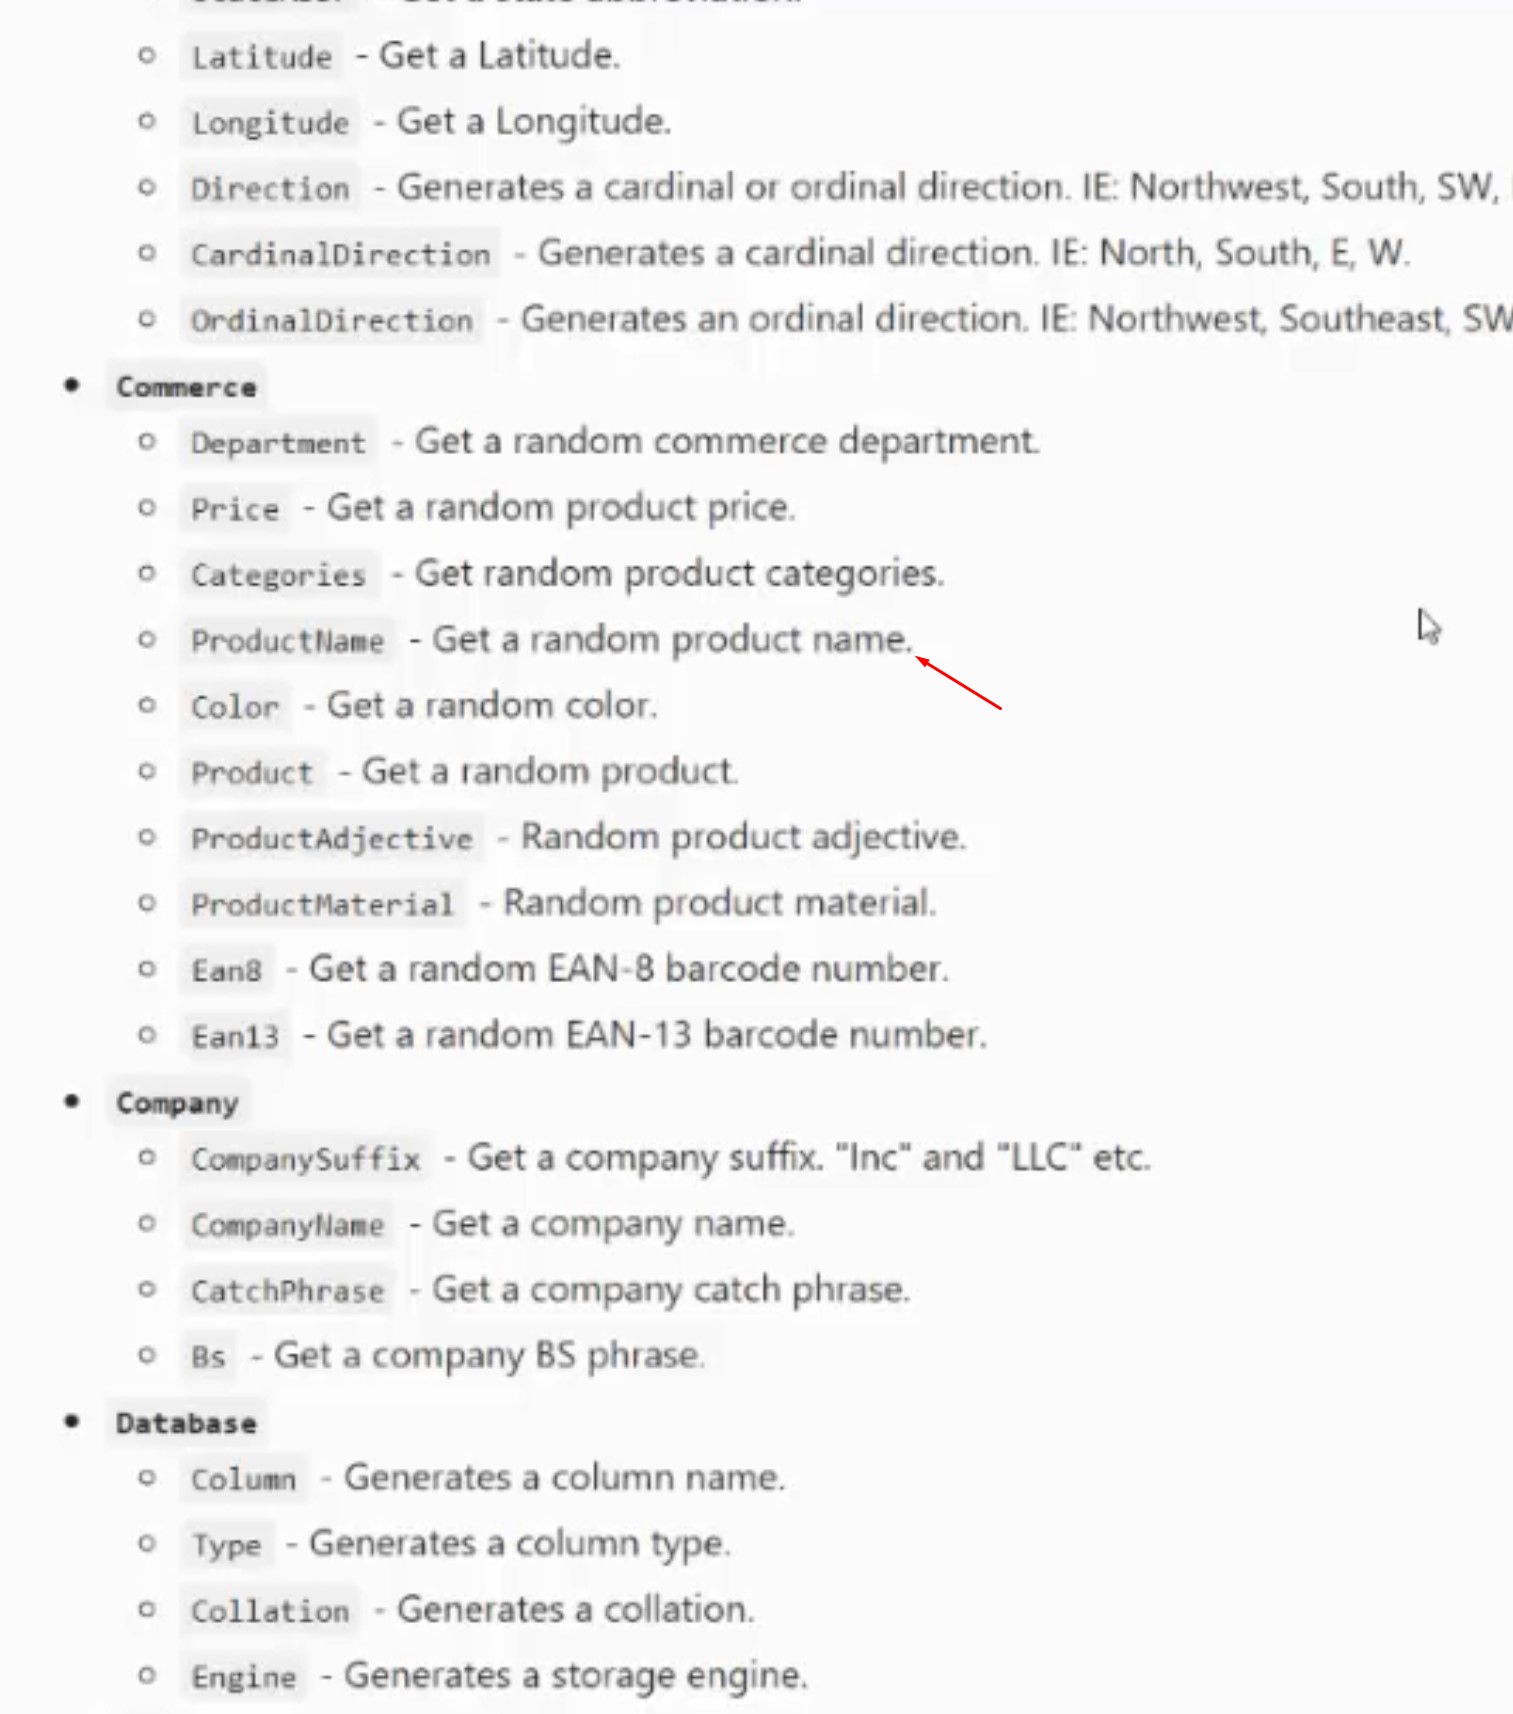 Latitude - Get a Latitude.
Longitude - Get a Longitude.
Direction - Generates a cardinal or ordinal direction. IE: Northwest, South, SW,
CardinalDirection - Generates a cardinal direction. IE: North, South, E, W.
OrdinalDirection - Generates an ordinal direction. IE: Northwest, Southeast, SW
Commerce
Department - Get a random commerce department.
Price - Get a random product price.
Categories - Get random product categories.
ProductName - Get a random product name.
Color - Get a random color.
Product - Get a random product.
ProductAdjective - Random product adjective.
ProductMaterial - Random product material.
Ean8 - Get a random EAN-8 barcode number.
Ean13 - Get a random EAN-13 barcode number.
Company
CompanySuffix - Get a company suffix. "Inc" and "LLC" etc.
CompanyName - Get a company name.
CatchPhrase - Get a company catch phrase.
Bs - Get a company BS phrase.
Database
Column - Generates a column name.
Type - Generates a column type.
Collation - Generates a collation.
Engine - Generates a storage engine.